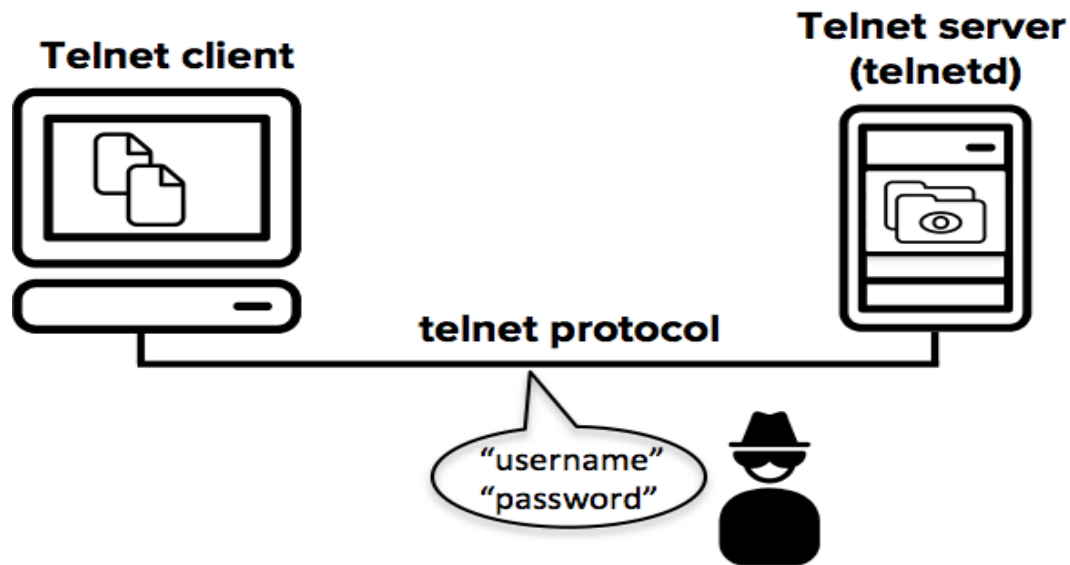 Telnet client
Telnet server
(telnetd)
telnet protocol
“username”
“password”